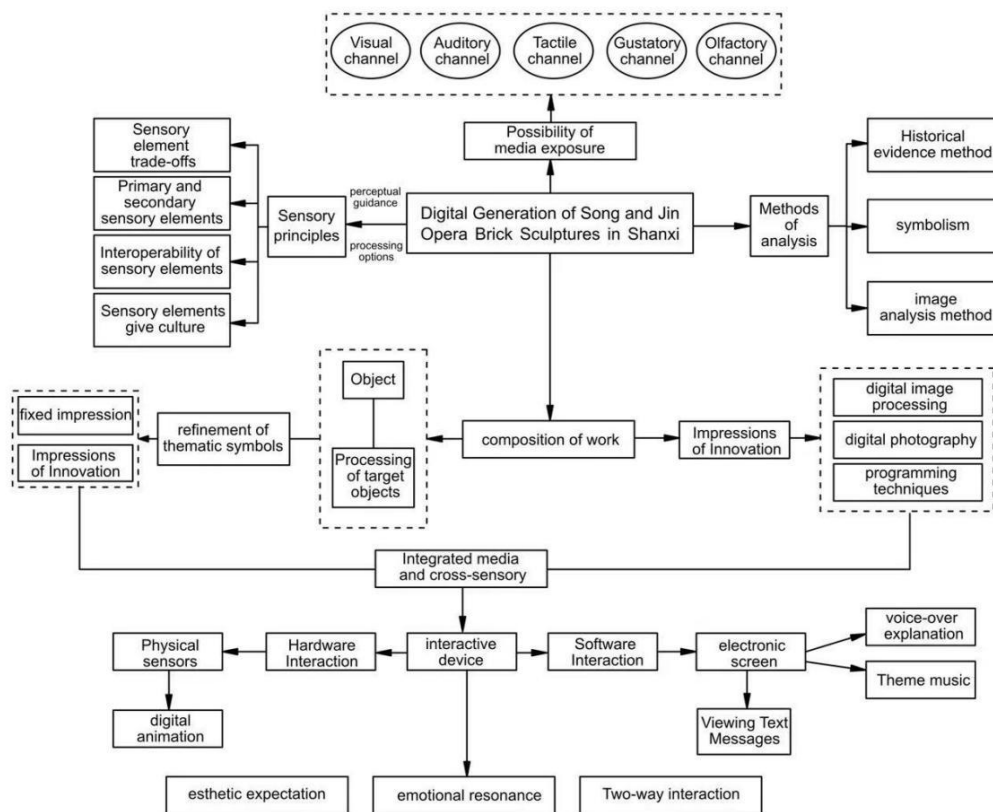 Visual
channel
Auditory
channel
Tactile
channel
Gustatory
channel
Olfactory
channel
Possibility of
media exposure
Sensory
element
trade-offs
Primary and
secondary
sensory elements
Interoperability of
sensory elements
Sensory elements
give culture
Sensory
principles
perceptual
guidance
processing
options
Digital Generation of Song and Jin
Opera Brick Sculptures in Shanxi
Methods
of analysis
Historical
evidence method
symbolism
image
analysis method
fixed impression
Impressions
of Innovation
refinement of
thematic symbols
Object
Processing
of target
objects
composition of work
Impressions
of Innovation
digital image
processing
digital photography
programming
techniques
Integrated media
and cross-sensory
Physical
sensors
Hardware
Interaction
interactive
device
Software
Interaction
electronic
screen
voice-over
explanation
Theme music
digital
animation
Viewing Text
Messages
esthetic expectation
emotional resonance
Two-way interaction